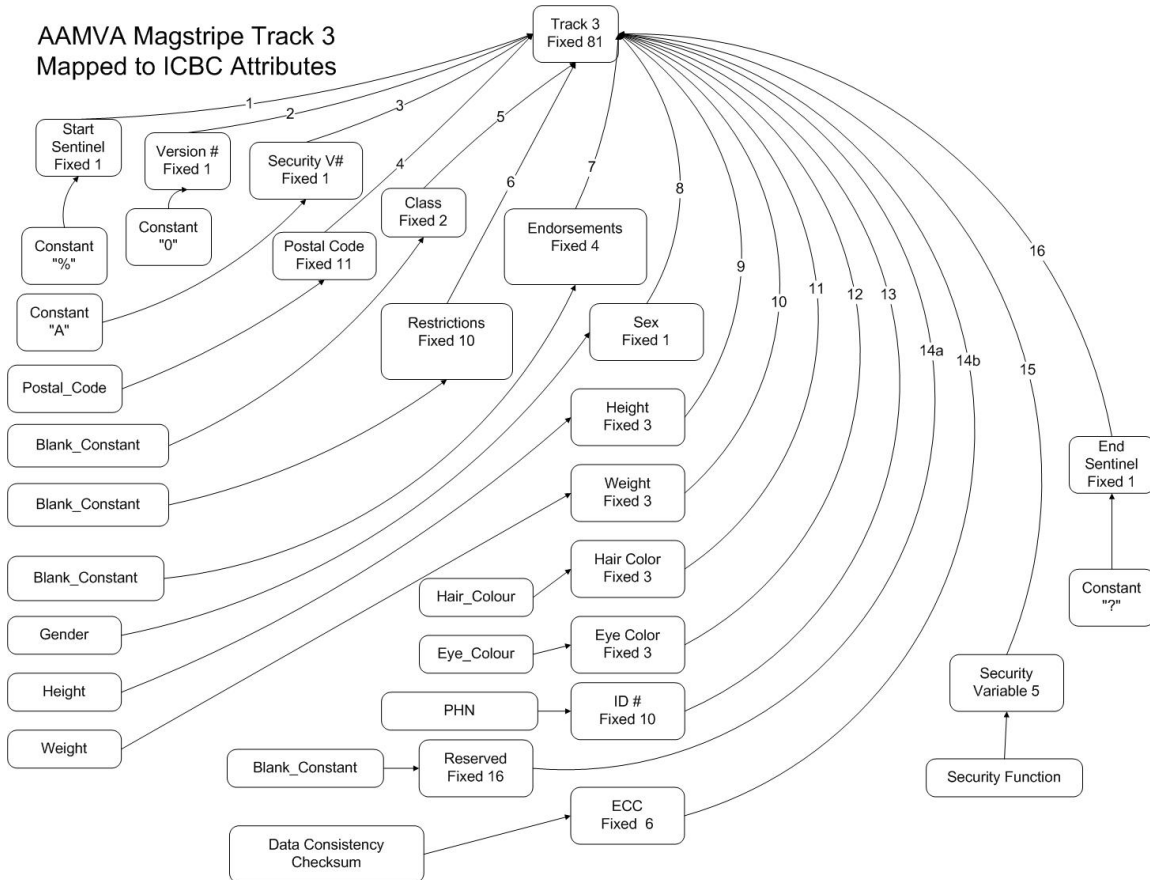 AAMVA Magstripe Track 3
Mapped to ICBC Attributes
Track 3
Fixed 81
1
2
3
4
5
6
7
8
9
10
11
12
13
14a
14b
15
16
Start
Sentinel
Fixed 1
Version #
Fixed 1
Security V#
Fixed 1
Class
Fixed 2
Postal Code
Fixed 11
Endorsements
Fixed 4
Restrictions
Fixed 10
Sex
Fixed 1
Constant
"%"
Constant
"0"
Constant
"A"
Postal_Code
Blank_Constant
Blank_Constant
Blank_Constant
Gender
Height
Weight
Height
Fixed 3
Weight
Fixed 3
Hair_Colour
Hair Color
Fixed 3
Eye_Colour
Eye Color
Fixed 3
PHN
ID #
Fixed 10
Blank_Constant
Reserved
Fixed 16
Data Consistency
Checksum
ECC
Fixed 6
End
Sentinel
Fixed 1
Constant
"?"
Security
Variable 5
Security Function